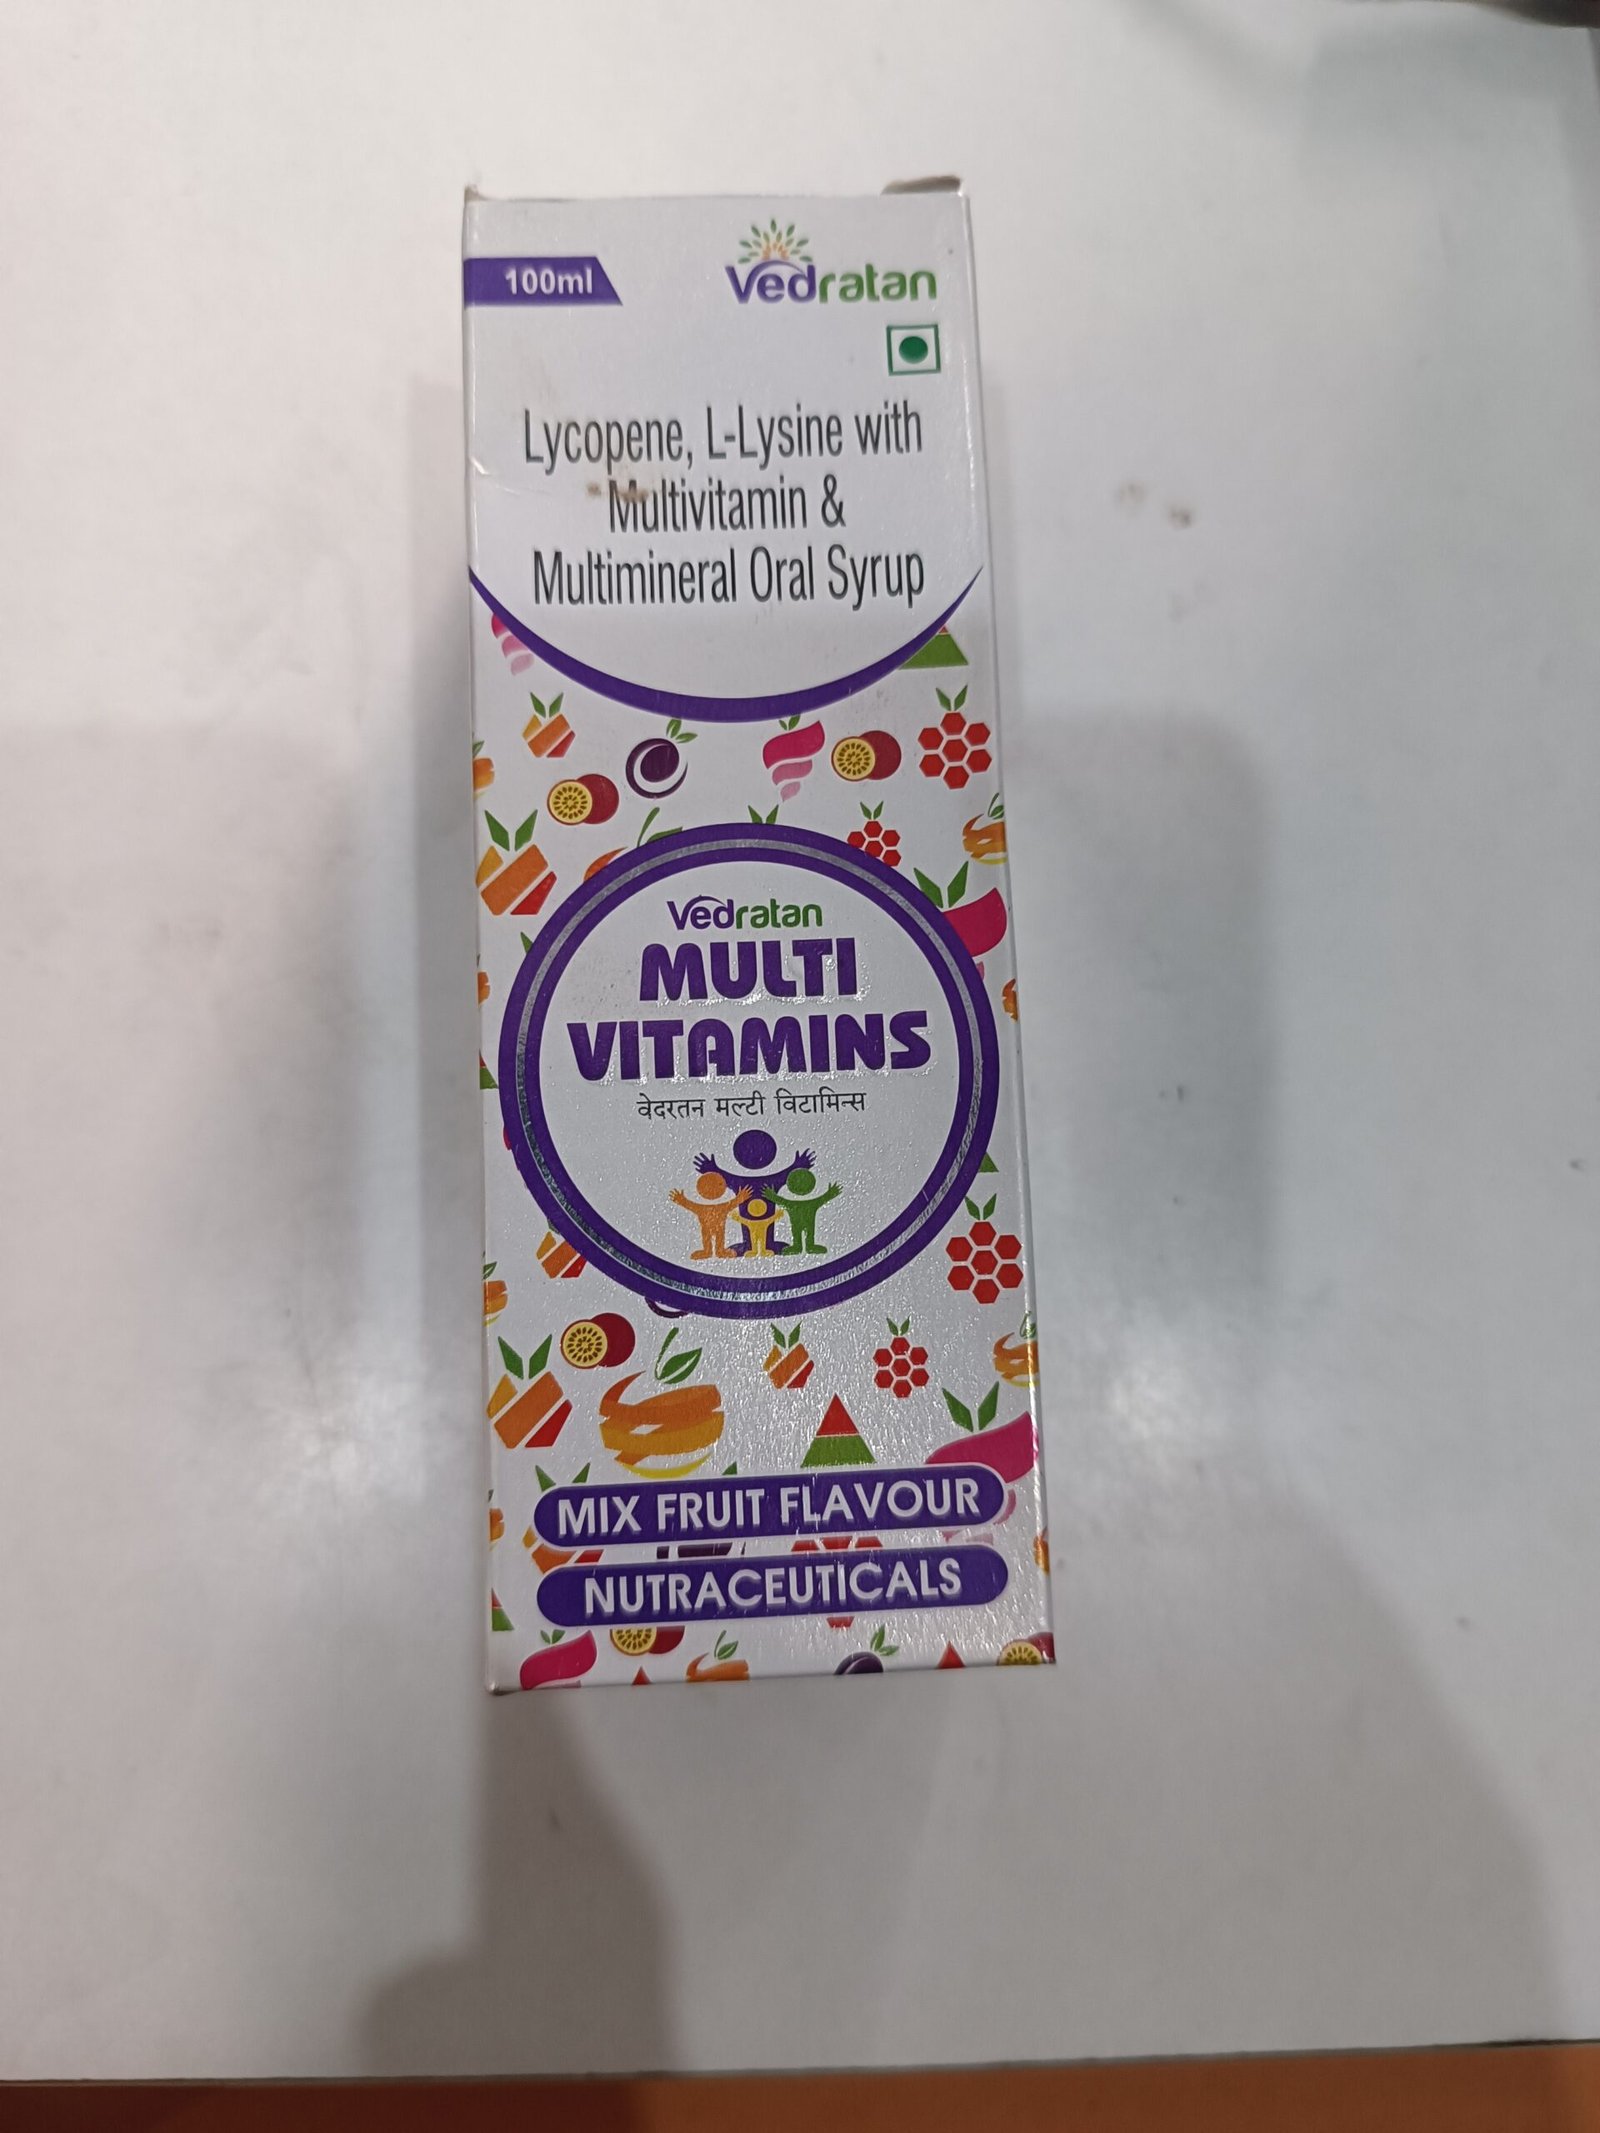 100ml
Vedratan
Lycopene, L-Lysine with
Multivitamin &
Multimineral Oral Syrup
Vedratan
MULTI
VITAMINS
वेदरतन मल्टी विटामिन्स
MIX FRUIT FLAVOUR
NUTRACEUTICALS